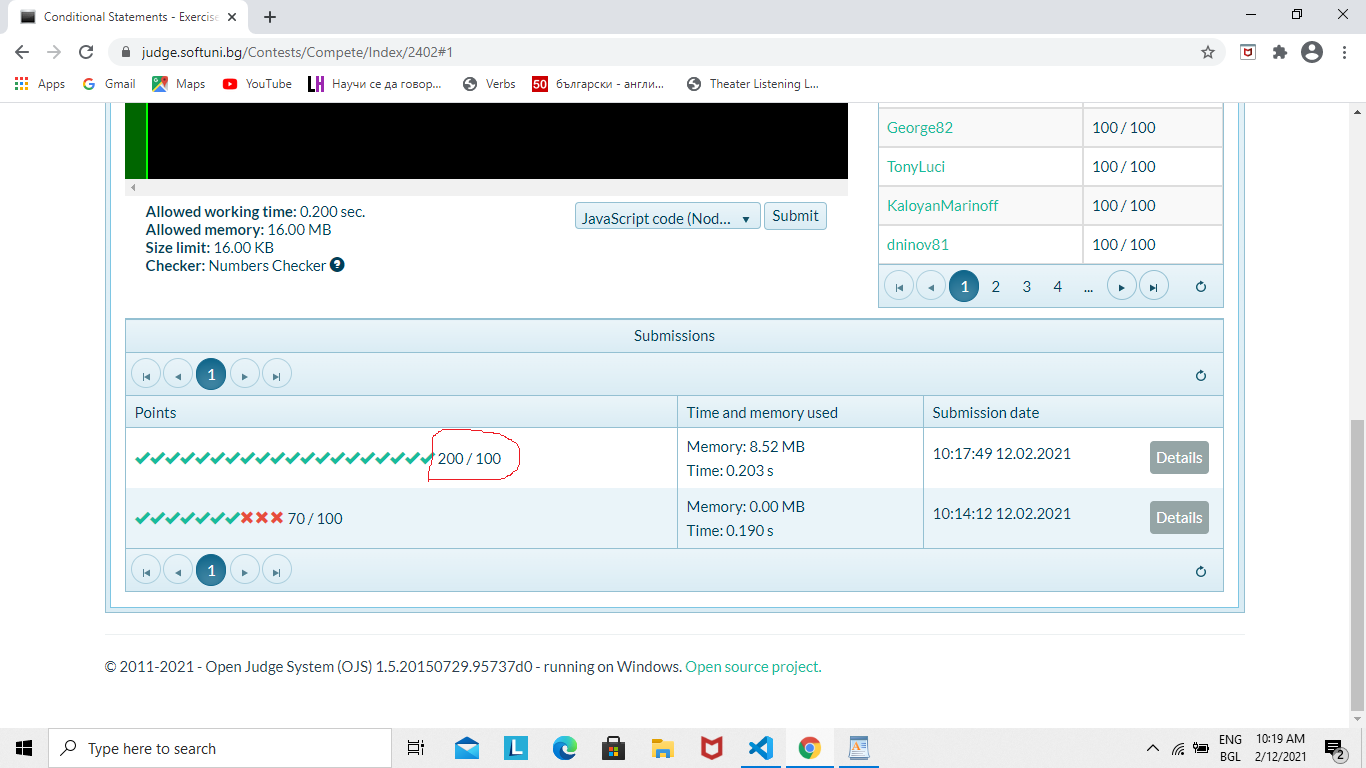 Conditional Statements - Exercise
judge.softuni.bg/Contests/Compete/Index/2402#1
Apps Gmail Maps YouTube LH Научи се да говор... Verbs 50 български - англи... Theater Listening L...
George82 100 / 100
TonyLuci 100 / 100
KaloyanMarinoff 100 / 100
dninov81 100 / 100
1 2 3 4 ...
Allowed working time: 0.200 sec.
Allowed memory: 16.00 MB
Size limit: 16.00 KB
Checker: Numbers Checker ?
JavaScript code (Nod... Submit
Submissions
1
Points Time and memory used Submission date
200 / 100 Memory: 8.52 MB 10:17:49 12.02.2021 Details
Time: 0.203 s
70 / 100 Memory: 0.00 MB 10:14:12 12.02.2021 Details
Time: 0.190 s
1
© 2011-2021 - Open Judge System (OJS) 1.5.20150729.95737d0 - running on Windows. Open source project.
Type here to search
L
ENG 10:19 AM
BGL 2/12/2021 2